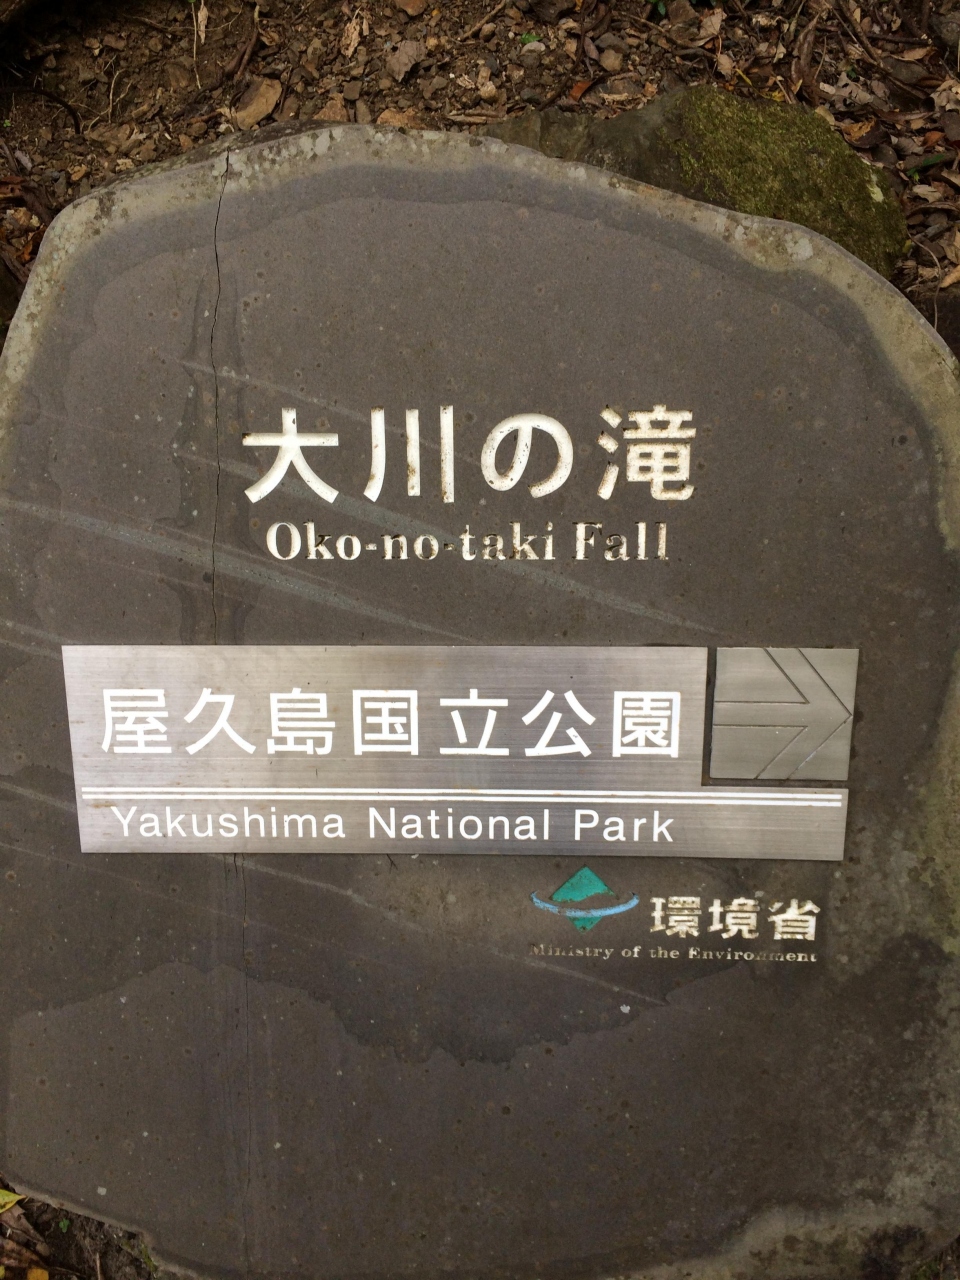 大川の滝
Oko-no-taki Fall
屋久島国立公園
Yakushima National Park
環境省
Ministry of the Environment